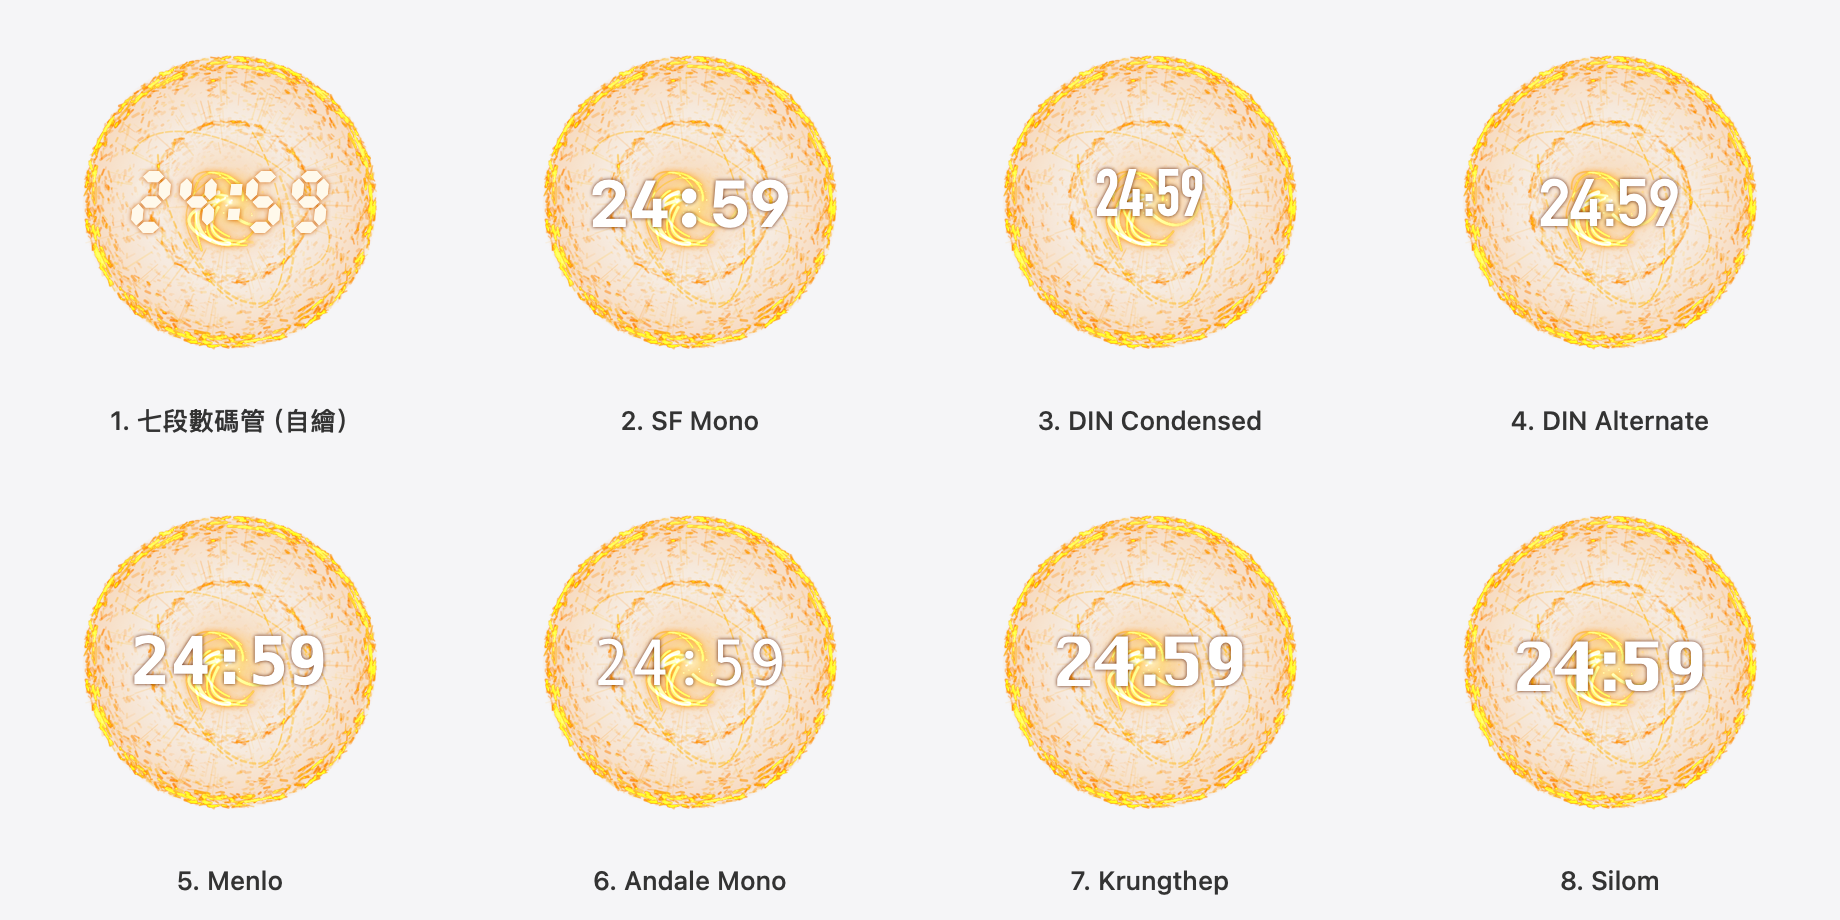 24:59
24:59
24:59
24:59
1. 七段數碼管（自繪）
2. SF Mono
3. DIN Condensed
4. DIN Alternate
24:59
24:59
24:59
24:59
5. Menlo
6. Andale Mono
7. Krungthep
8. Silom